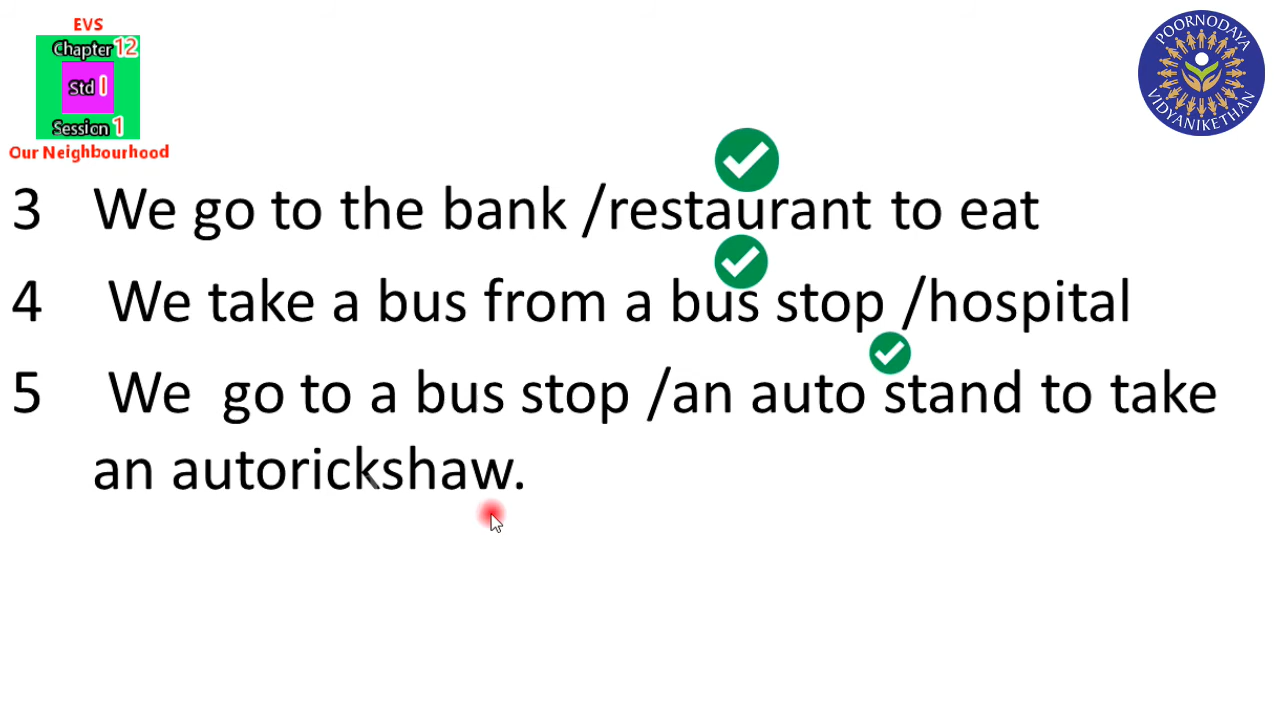 EVS
Chapter 12
Std I
Session 1
Our Neighbourhood
POORNODAYA
VIDYANIKETHAN
3 We go to the bank /restaurant to eat
4 We take a bus from a bus stop /hospital
5 We go to a bus stop /an auto stand to take
an autorickshaw.